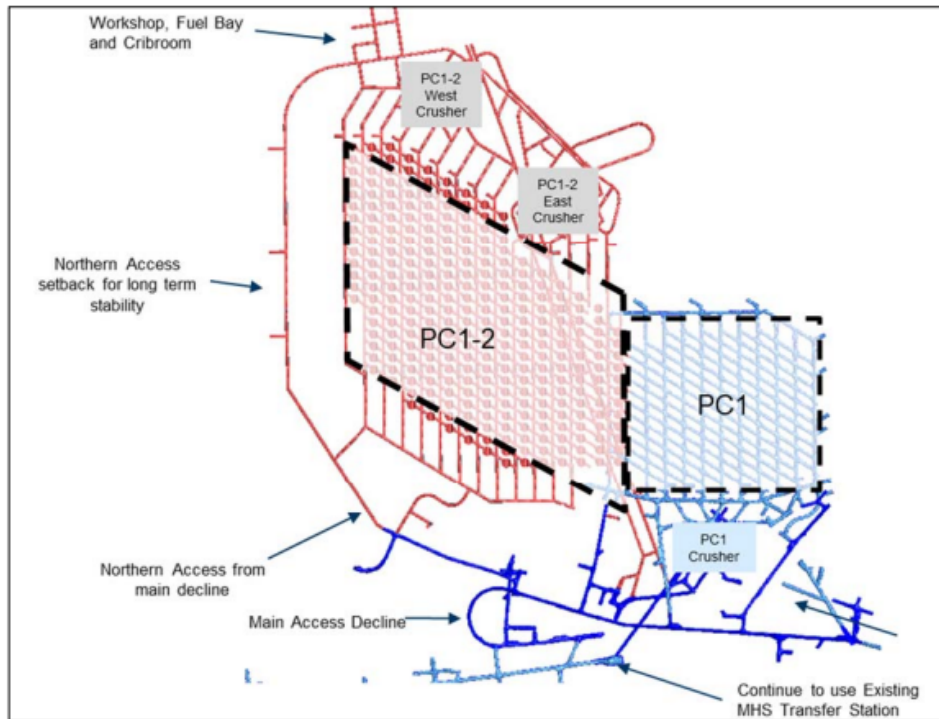 Workshop, Fuel Bay
and Cribroom
PC1-2
West
Crusher
PC1-2
East
Crusher
Northern Access
setback for long term
stability
PC1-2
PC1
PC1
Crusher
Northern Access from
main decline
Main Access Decline
Continue to use Existing
MHS Transfer Station